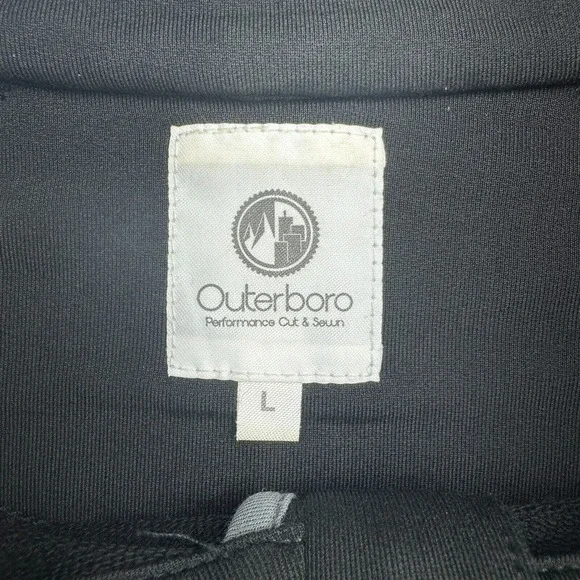 Outerboro
Performance Cut & Sewn
L